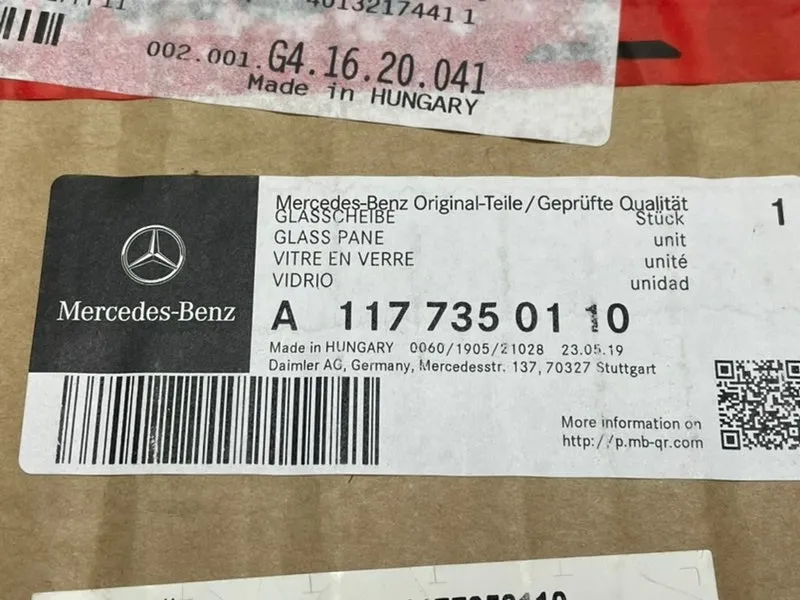 40132174411
002.001.G4.16.20.041
Made in HUNGARY
Mercedes-Benz Original-Teile/Geprüfte Qualität
GLASSCHEIBE Stück 1
GLASS PANE unit
VITRE EN VERRE unité
VIDRIO unidad
Mercedes-Benz
A 117 735 01 10
Made in HUNGARY 0060/1905/21028 23.05.19
Daimler AG, Germany, Mercedesstr. 137, 70327 Stuttgart
More information on
http://p.mb-qr.com